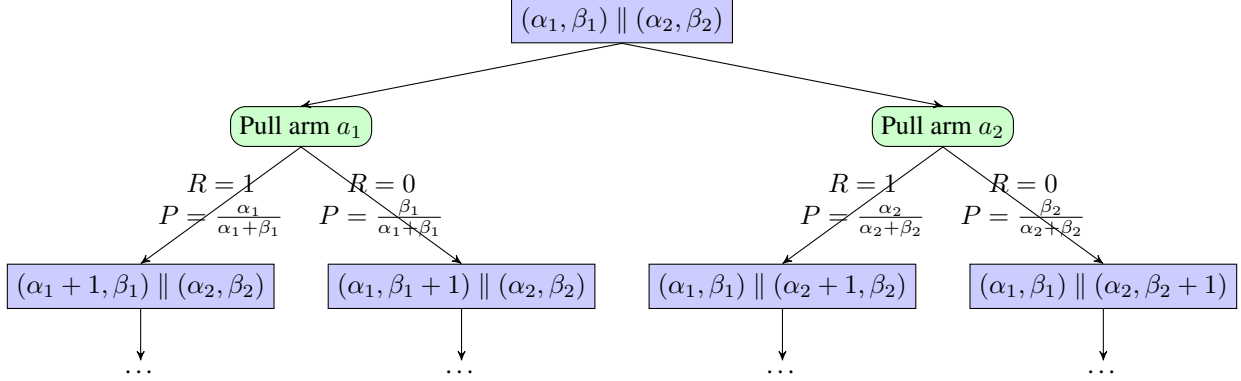 (α₁, β₁) ∥ (α₂, β₂)
Pull arm a₁
Pull arm a₂
R = 1
P = α₁/(α₁+β₁)
R = 0
P = β₁/(α₁+β₁)
R = 1
P = α₂/(α₂+β₂)
R = 0
P = β₂/(α₂+β₂)
(α₁ + 1, β₁) ∥ (α₂, β₂)
(α₁, β₁ + 1) ∥ (α₂, β₂)
(α₁, β₁) ∥ (α₂ + 1, β₂)
(α₁, β₁) ∥ (α₂, β₂ + 1)
…
…
…
…